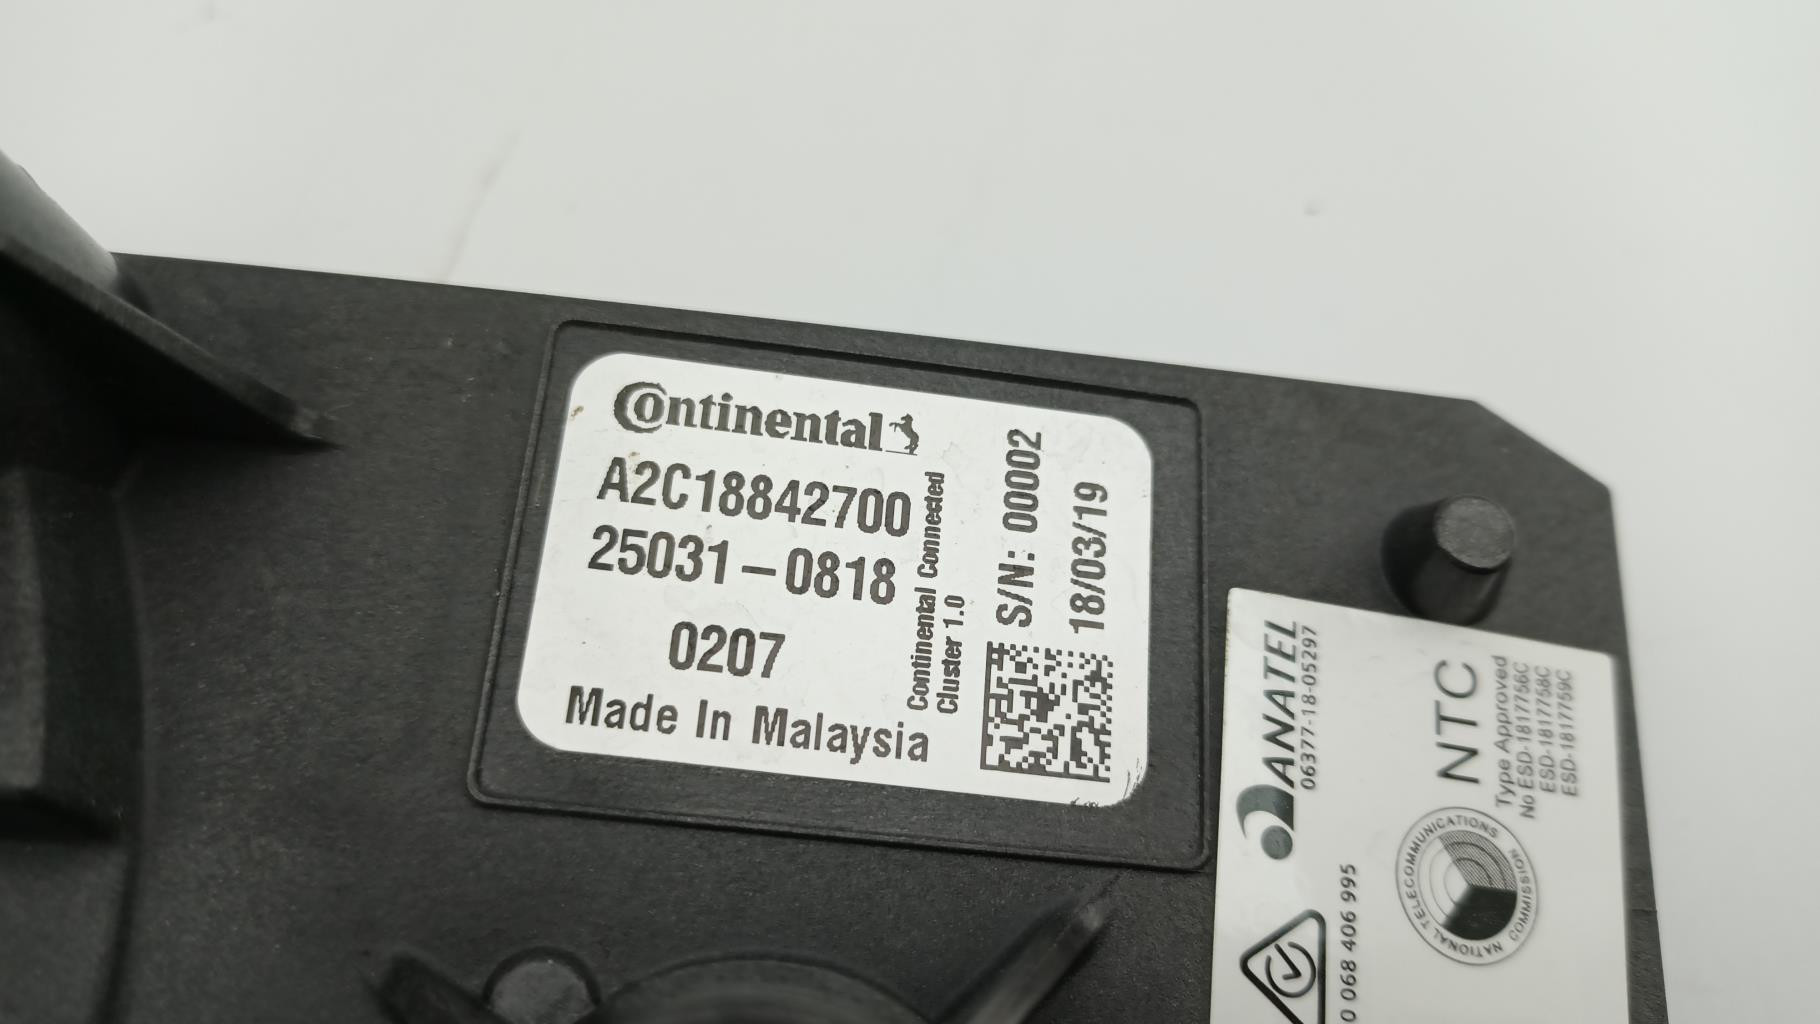 Continental
A2C18842700
25031-0818
0207
Made In Malaysia
Continental Connected
Cluster 1.0
S/N: 00002
18/03/19
ANATEL
06377-18-05297
NTC
Type Approved
No ESD-1817756C
ESD-1817758C
ESD-1817759C
NATIONAL TELECOMMUNICATIONS COMMISSION
0 068 406 995